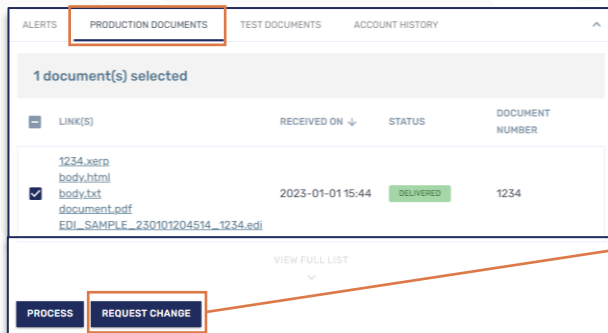 ALERTS PRODUCTION DOCUMENTS TEST DOCUMENTS ACCOUNT HISTORY
1 document(s) selected
LINK(S) RECEIVED ON ↓ STATUS DOCUMENT
NUMBER
1234.xerp
body.html
body.txt 2023-01-01 15:44 DELIVERED 1234
document.pdf
EDI_SAMPLE_230101204514_1234.edi
VIEW FULL LIST
PROCESS REQUEST CHANGE